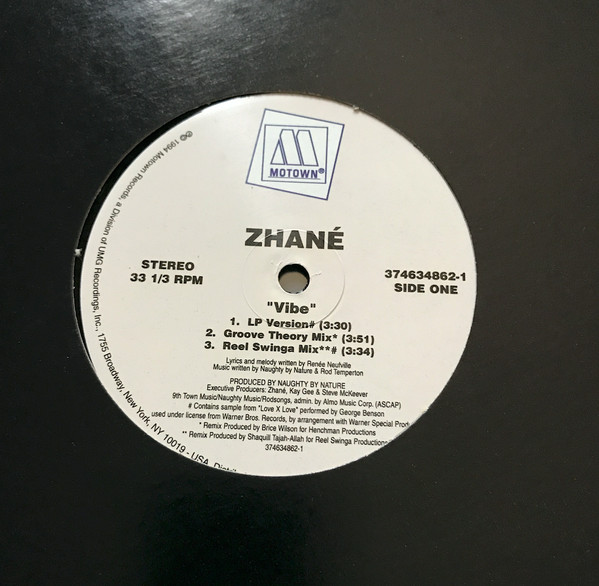 MOTOWN®
ZHANÉ
STEREO
33 1/3 RPM
374634862-1
SIDE ONE
"Vibe"
1. LP Version# (3:30)
2. Groove Theory Mix* (3:51)
3. Reel Swinga Mix**# (3:34)
Lyrics and melody written by Renée Neufville
Music written by Naughty by Nature & Rod Temperton
PRODUCED BY NAUGHTY BY NATURE
Executive Producers: Zhané, Kay Gee & Steve McKeever
9th Town Music/Naughty Music/Rodsongs, admin. by Almo Music Corp. (ASCAP)
# Contains sample from "Love X Love" performed by George Benson
used under license from Warner Bros. Records, by arrangement with Warner Special
* Remix Produced by Brice Wilson for Henchman Productions
** Remix Produced by Shaquill Tajah-Allah for Reel Swinga
374634862-1
℗ 1994 Motown Records, a Division of UMG Recordings, Inc., 1755 Broadway, New York, NY 10019 - USA.